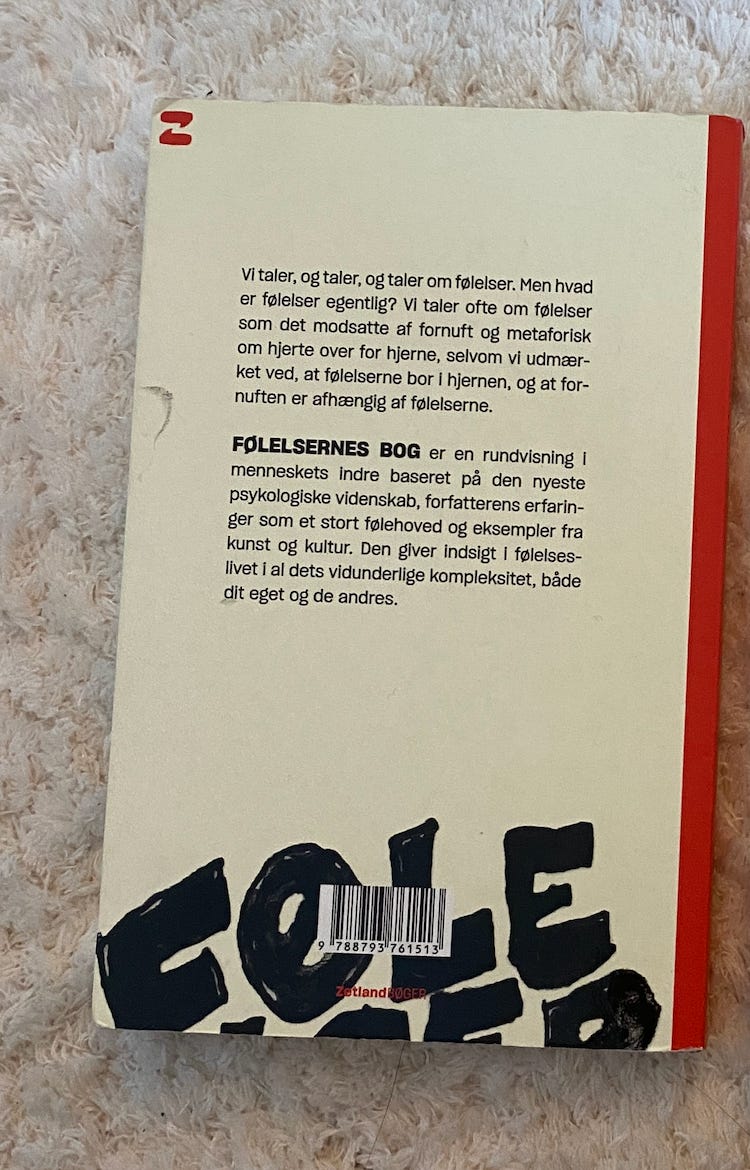 Vi taler, og taler, og taler om følelser. Men hvad
er følelser egentlig? Vi taler ofte om følelser
som det modsatte af fornuft og metaforisk
om hjerte over for hjerne, selvom vi udmær-
ket ved, at følelserne bor i hjernen, og at for-
nuften er afhængig af følelserne.
FØLELSERNES BOG er en rundvisning i
menneskets indre baseret på den nyeste
psykologiske videnskab, forfatterens erfarin-
ger som et stort følehoved og eksempler fra
kunst og kultur. Den giver indsigt i følelses-
livet i al dets vidunderlige kompleksitet, både
dit eget og de andres.
FØLE
9 788793 761513
ZetlandBØGER